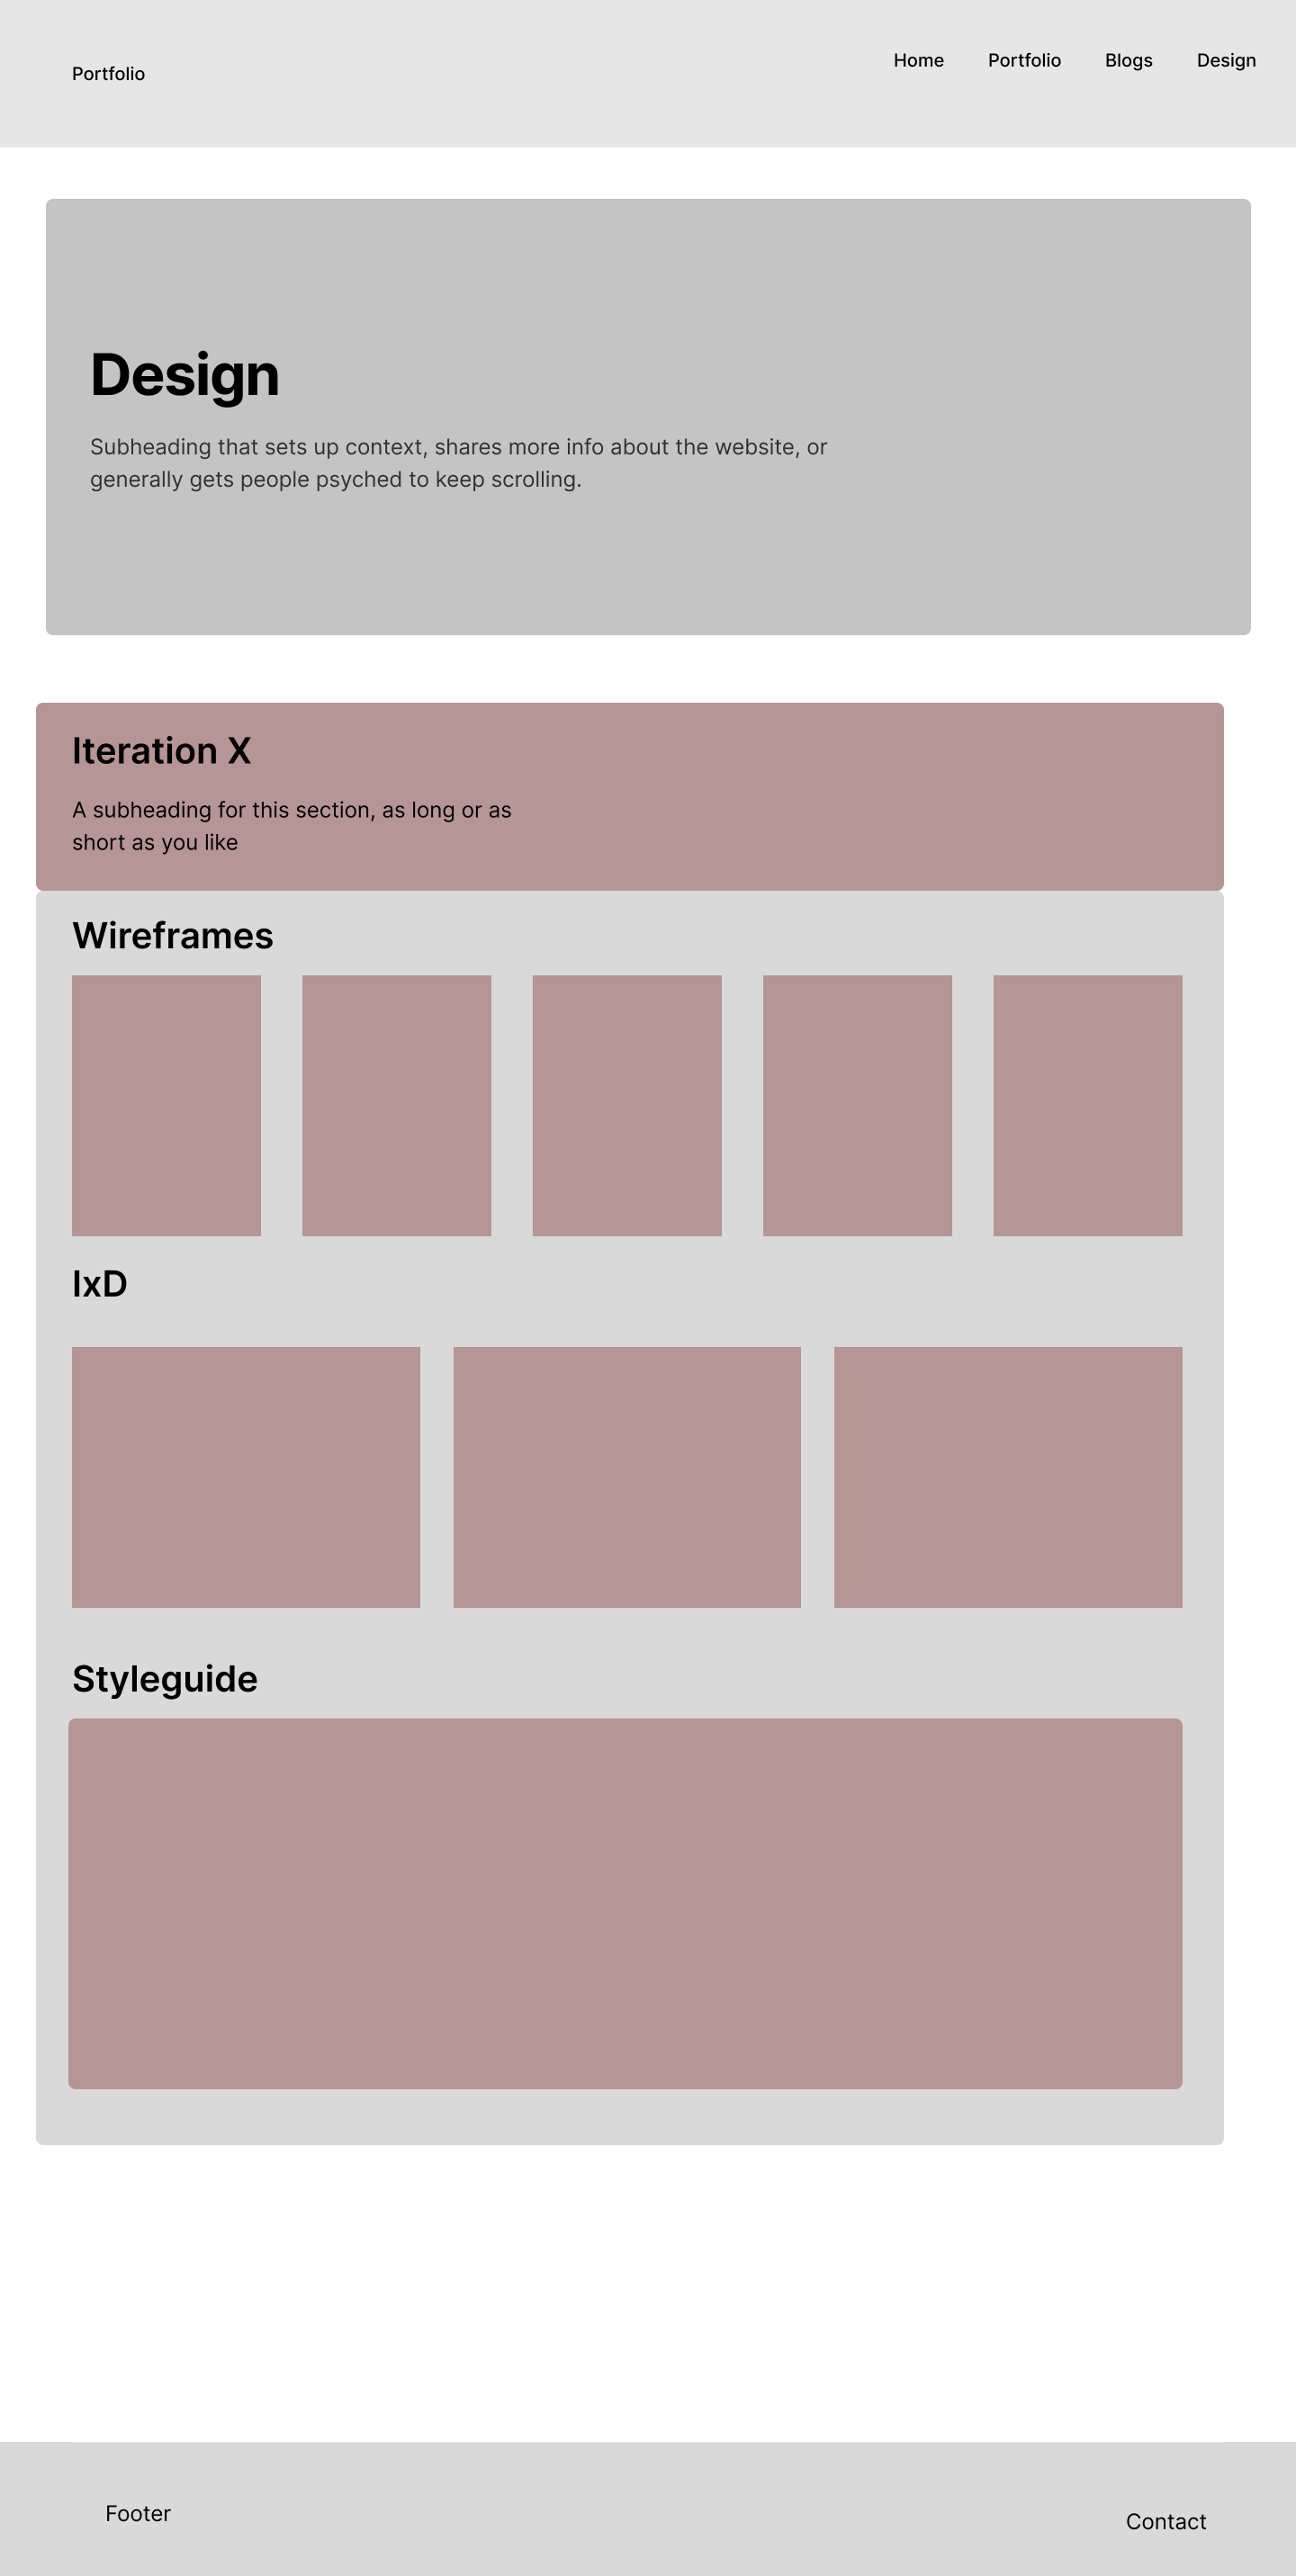 Portfolio
Home Portfolio Blogs Design
Design
Subheading that sets up context, shares more info about the website, or
generally gets people psyched to keep scrolling.
Iteration X
A subheading for this section, as long or as
short as you like
Wireframes
IxD
Styleguide
Footer
Contact